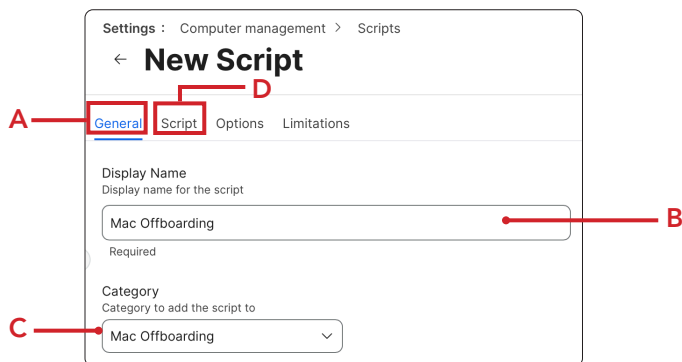 Settings :  Computer management > Scripts
← New Script
D
A
General Script Options Limitations
Display Name
Display name for the script
Mac Offboarding
B
Required
Category
Category to add the script to
C
Mac Offboarding